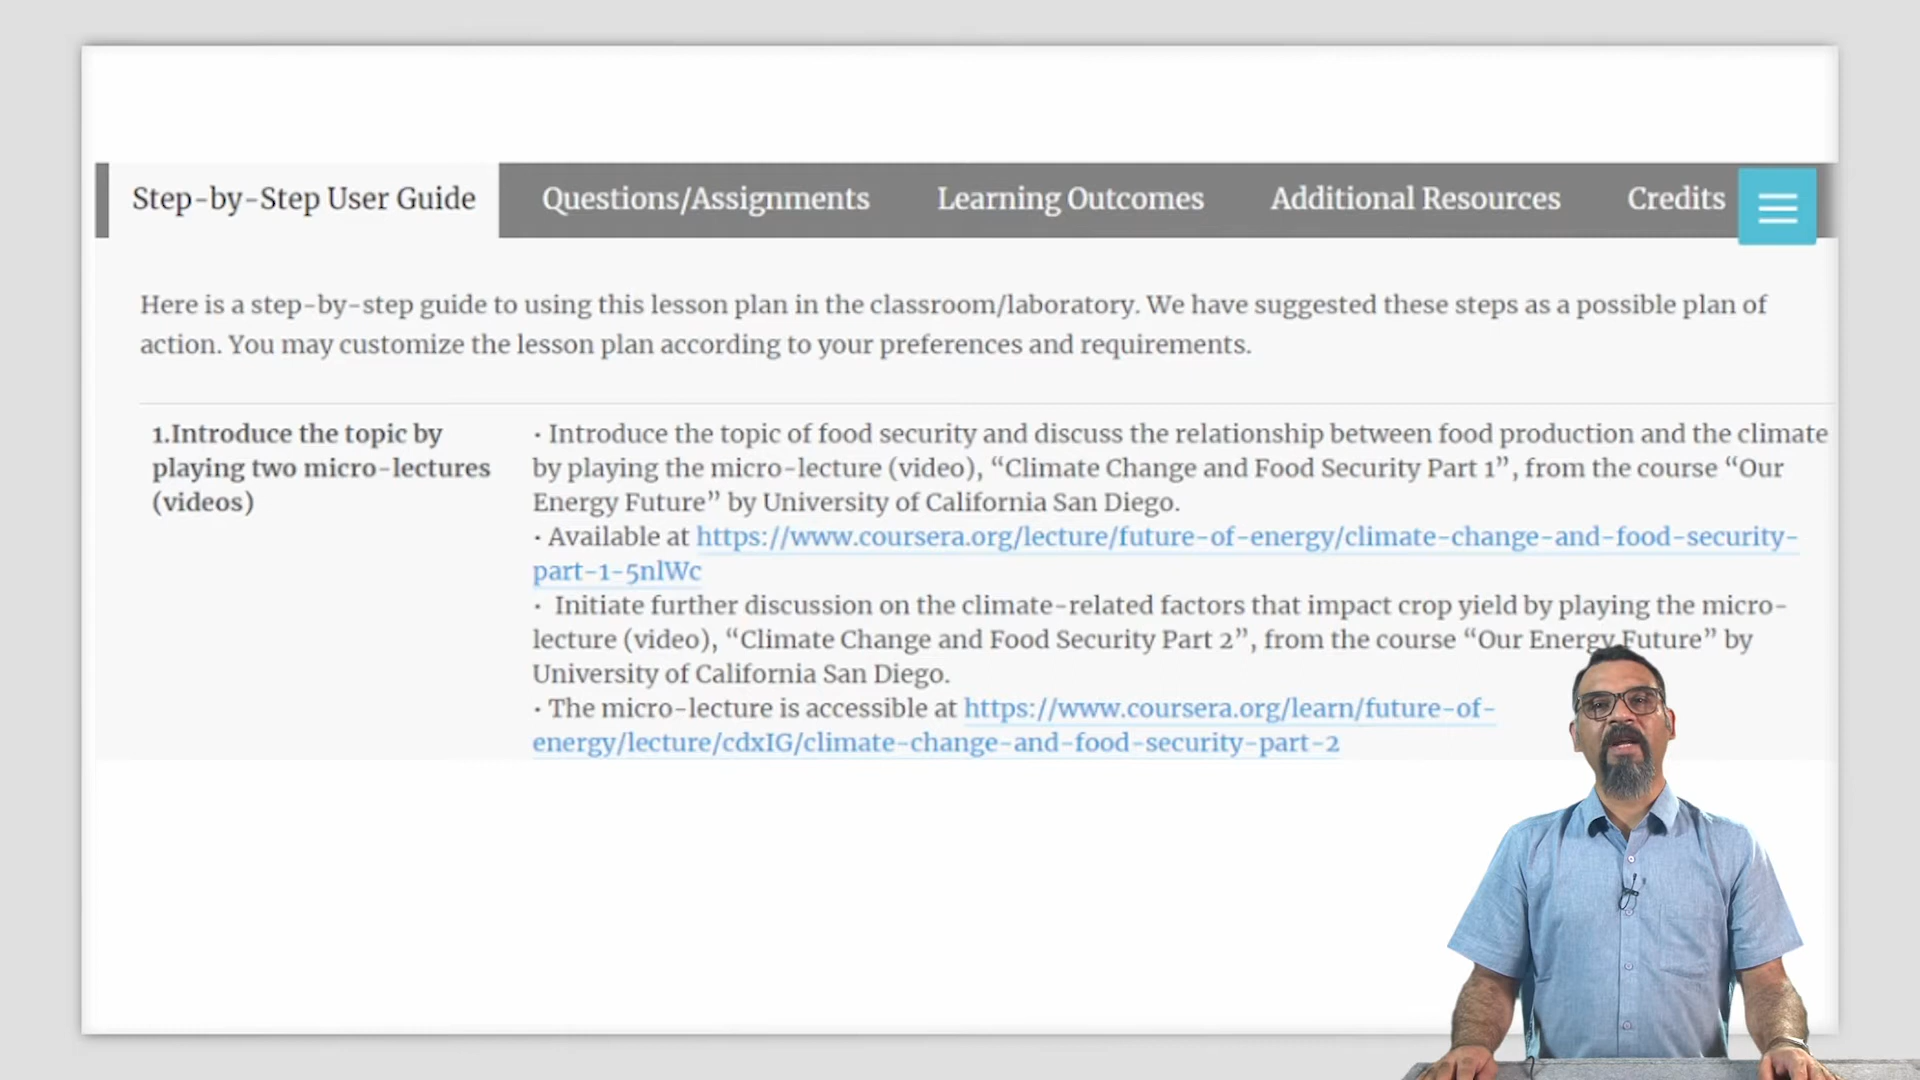 Step-by-Step User Guide
Questions/Assignments
Learning Outcomes
Additional Resources
Credits
Here is a step-by-step guide to using this lesson plan in the classroom/laboratory. We have suggested these steps as a possible plan of
action. You may customize the lesson plan according to your preferences and requirements.
1.Introduce the topic by
playing two micro-lectures
(videos)
· Introduce the topic of food security and discuss the relationship between food production and the climate
by playing the micro-lecture (video), “Climate Change and Food Security Part 1”, from the course “Our
Energy Future” by University of California San Diego.
· Available at https://www.coursera.org/lecture/future-of-energy/climate-change-and-food-security-
part-1-5nlWc
· Initiate further discussion on the climate-related factors that impact crop yield by playing the micro-
lecture (video), “Climate Change and Food Security Part 2”, from the course “Our Energy Future” by
University of California San Diego.
· The micro-lecture is accessible at https://www.coursera.org/learn/future-of-
energy/lecture/cdxIG/climate-change-and-food-security-part-2